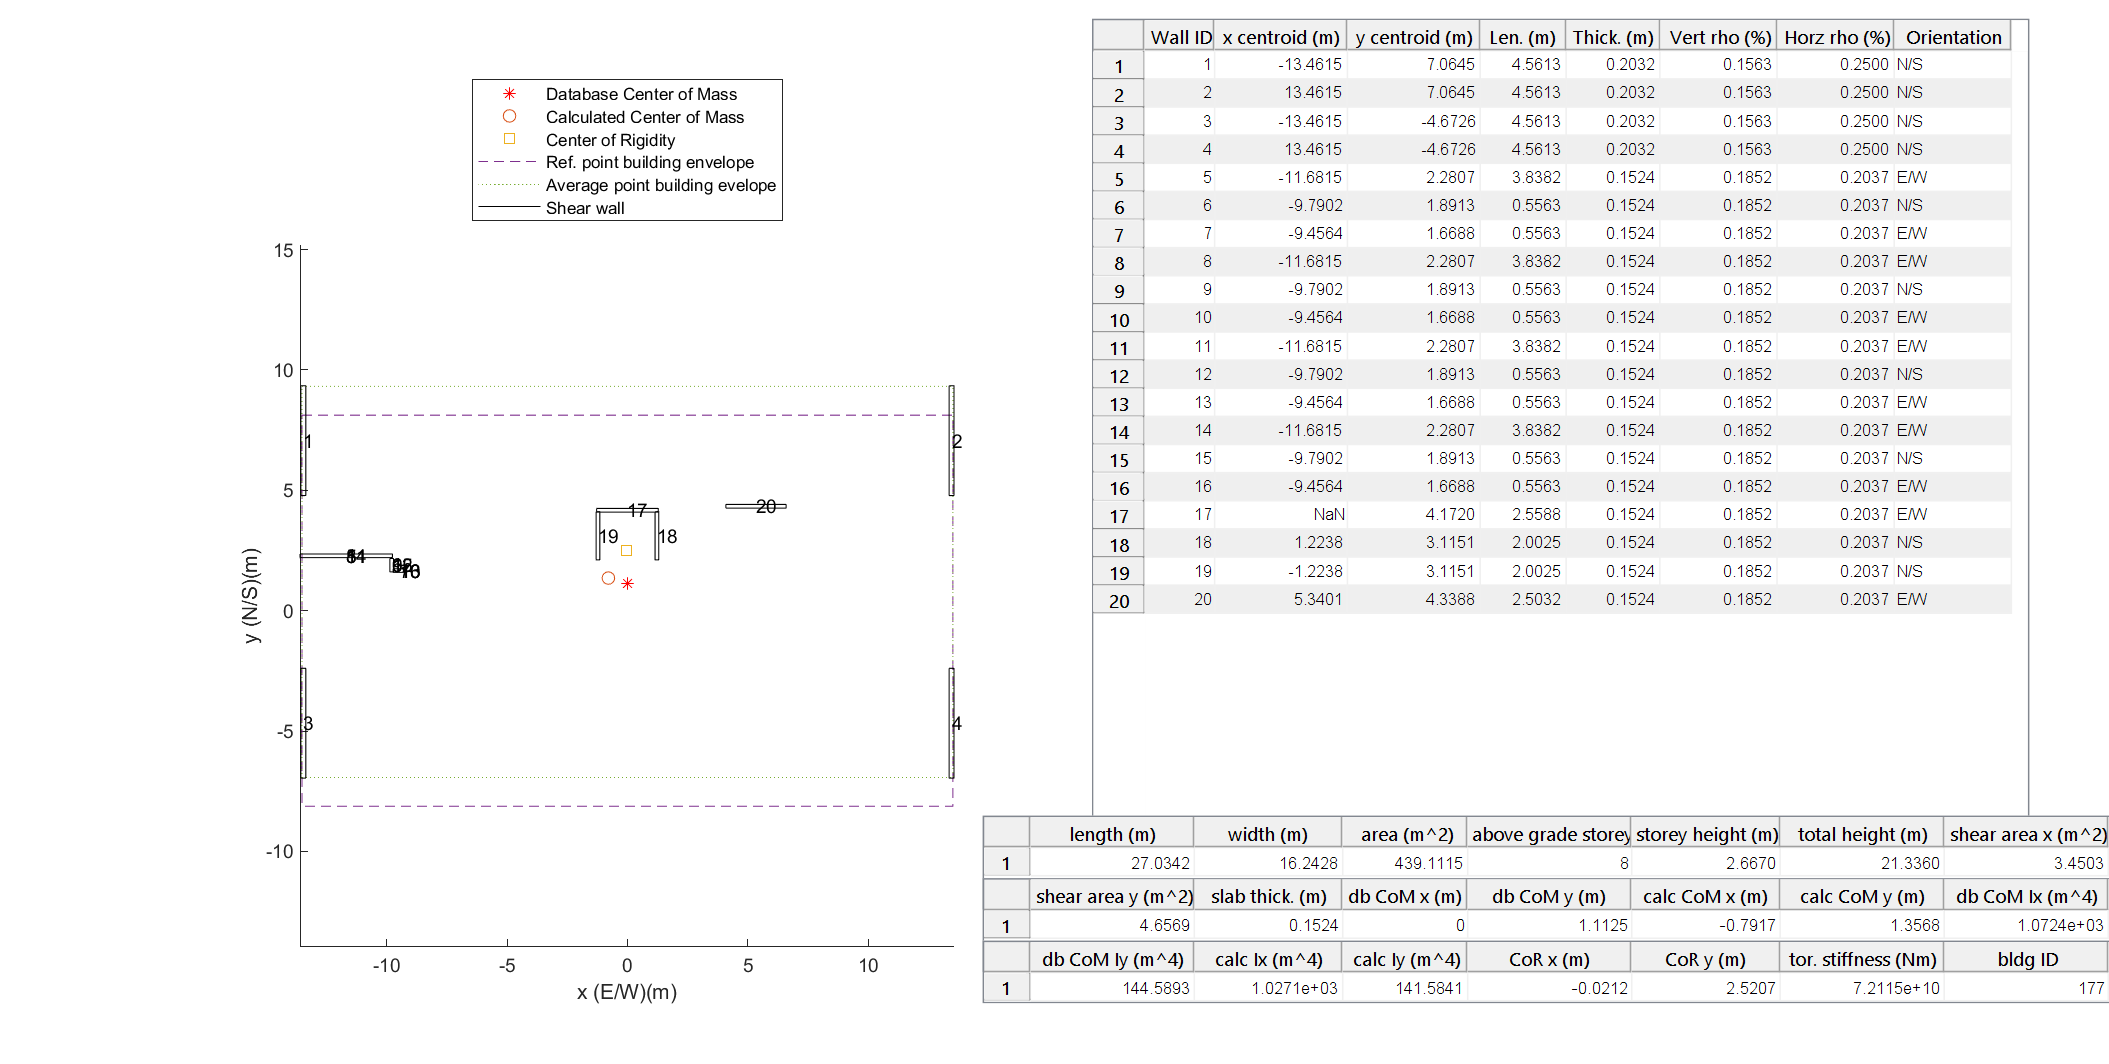 Database Center of Mass
Calculated Center of Mass
Center of Rigidity
Ref. point building envelope
Average point building evelope
Shear wall
15
10
5
0
-5
-10
y (N/S)(m)
-10 -5 0 5 10
x (E/W)(m)
1
2
17
20
19
18
3
4
Wall ID x centroid (m) y centroid (m) Len. (m) Thick. (m) Vert rho (%) Horz rho (%) Orientation
1 1 -13.4615 7.0645 4.5613 0.2032 0.1563 0.2500 N/S
2 2 13.4615 7.0645 4.5613 0.2032 0.1563 0.2500 N/S
3 3 -13.4615 -4.6726 4.5613 0.2032 0.1563 0.2500 N/S
4 4 13.4615 -4.6726 4.5613 0.2032 0.1563 0.2500 N/S
5 5 -11.6815 2.2807 3.8382 0.1524 0.1852 0.2037 E/W
6 6 -9.7902 1.8913 0.5563 0.1524 0.1852 0.2037 N/S
7 7 -9.4564 1.6688 0.5563 0.1524 0.1852 0.2037 E/W
8 8 -11.6815 2.2807 3.8382 0.1524 0.1852 0.2037 E/W
9 9 -9.7902 1.8913 0.5563 0.1524 0.1852 0.2037 N/S
10 10 -9.4564 1.6688 0.5563 0.1524 0.1852 0.2037 E/W
11 11 -11.6815 2.2807 3.8382 0.1524 0.1852 0.2037 E/W
12 12 -9.7902 1.8913 0.5563 0.1524 0.1852 0.2037 N/S
13 13 -9.4564 1.6688 0.5563 0.1524 0.1852 0.2037 E/W
14 14 -11.6815 2.2807 3.8382 0.1524 0.1852 0.2037 E/W
15 15 -9.7902 1.8913 0.5563 0.1524 0.1852 0.2037 N/S
16 16 -9.4564 1.6688 0.5563 0.1524 0.1852 0.2037 E/W
17 17 NaN 4.1720 2.5588 0.1524 0.1852 0.2037 E/W
18 18 1.2238 3.1151 2.0025 0.1524 0.1852 0.2037 N/S
19 19 -1.2238 3.1151 2.0025 0.1524 0.1852 0.2037 N/S
20 20 5.3401 4.3388 2.5032 0.1524 0.1852 0.2037 E/W
length (m) width (m) area (m^2) above grade storey storey height (m) total height (m) shear area x (m^2)
1 27.0342 16.2428 439.1115 8 2.6670 21.3360 3.4503
shear area y (m^2) slab thick. (m) db CoM x (m) db CoM y (m) calc CoM x (m) calc CoM y (m) db CoM Ix (m^4)
1 4.6569 0.1524 0 1.1125 -0.7917 1.3568 1.0724e+03
db CoM Iy (m^4) calc Ix (m^4) calc Iy (m^4) CoR x (m) CoR y (m) tor. stiffness (Nm) bldg ID
1 144.5893 1.0271e+03 141.5841 -0.0212 2.5207 7.2115e+10 177